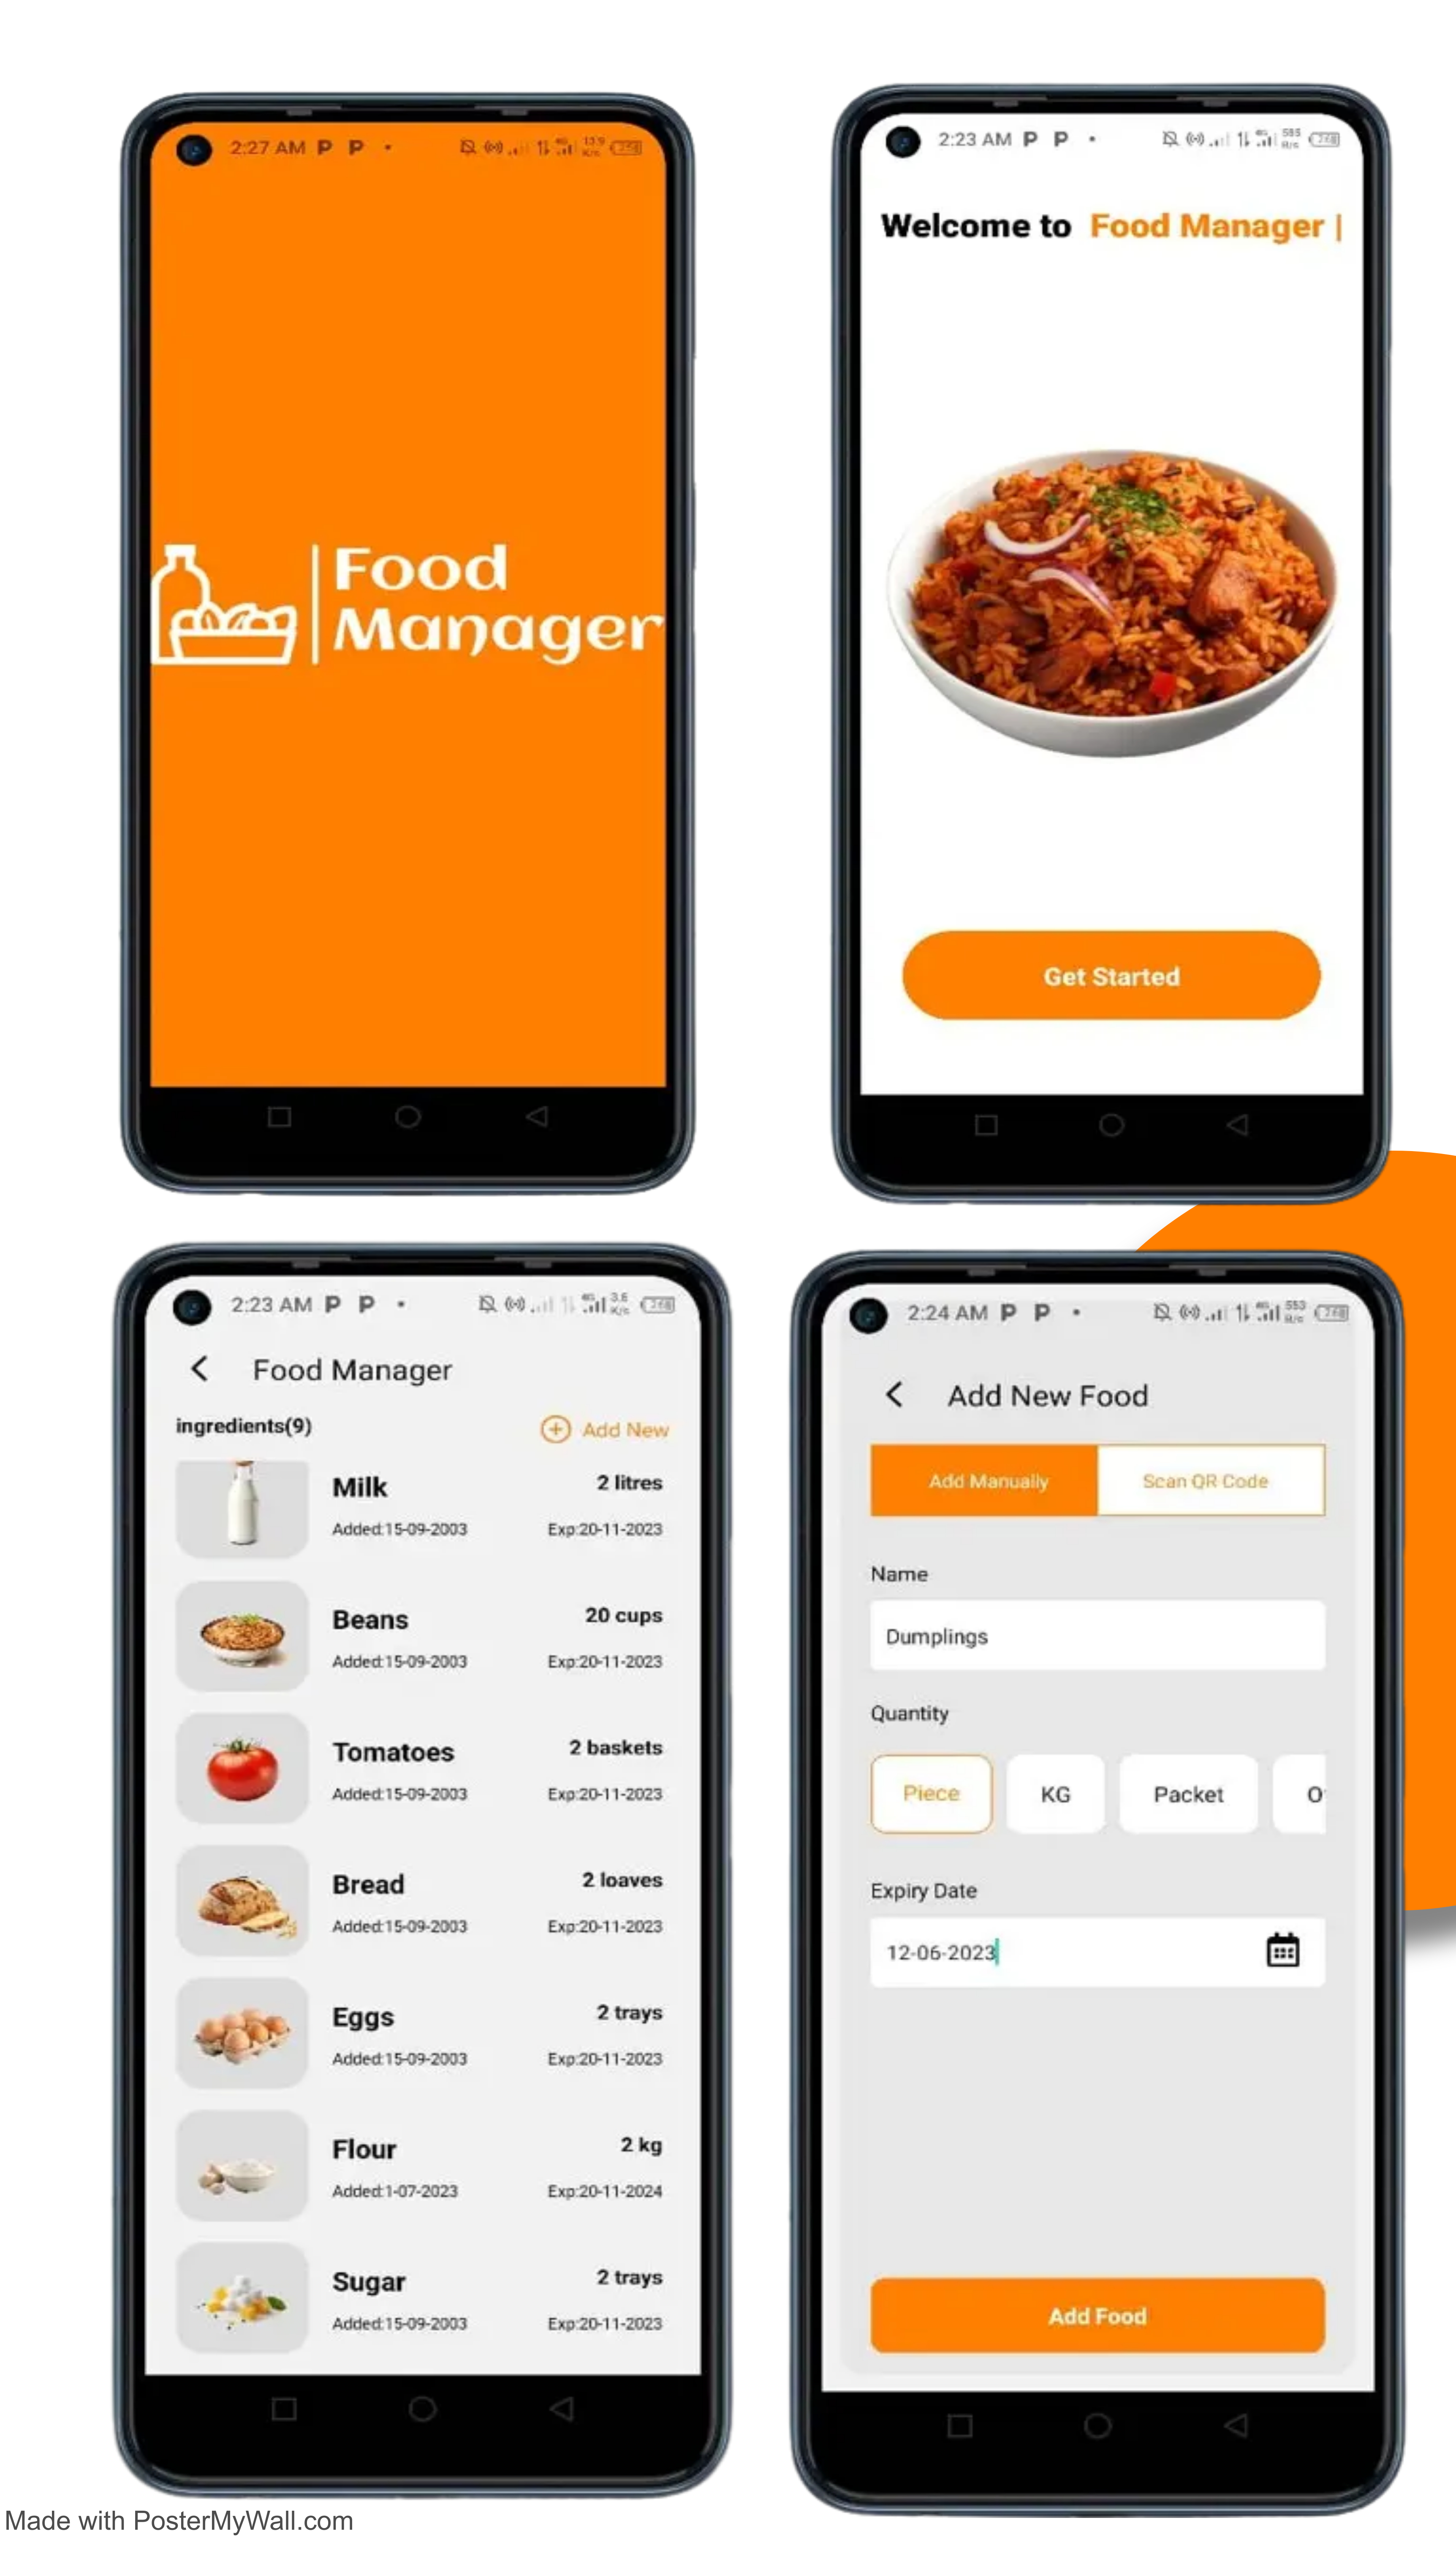 2:27 AM P P
Food
Manager
2:23 AM P P
Welcome to Food Manager |
Get Started
2:23 AM P P
Food Manager
ingredients(9)
Add New
Milk 2 litres
Added:15-09-2003 Exp:20-11-2023
Beans 20 cups
Added:15-09-2003 Exp:20-11-2023
Tomatoes 2 baskets
Added:15-09-2003 Exp:20-11-2023
Bread 2 loaves
Added:15-09-2003 Exp:20-11-2023
Eggs 2 trays
Added:15-09-2003 Exp:20-11-2023
Flour 2 kg
Added:1-07-2023 Exp:20-11-2024
Sugar 2 trays
Added:15-09-2003 Exp:20-11-2023
2:24 AM P P
Add New Food
Add Manually Scan QR Code
Name
Dumplings
Quantity
Piece KG Packet
Expiry Date
12-06-2023
Add Food
Made with PosterMyWall.com